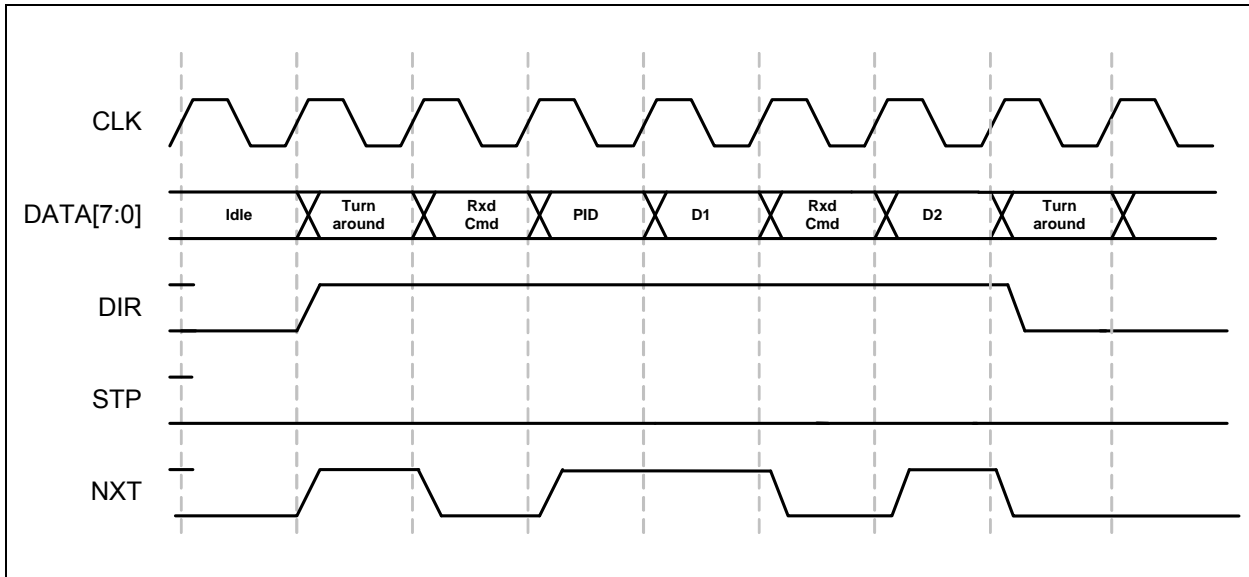 CLK
DATA[7:0]
Idle
Turn
around
Rxd
Cmd
PID
D1
Rxd
Cmd
D2
Turn
around
DIR
STP
NXT